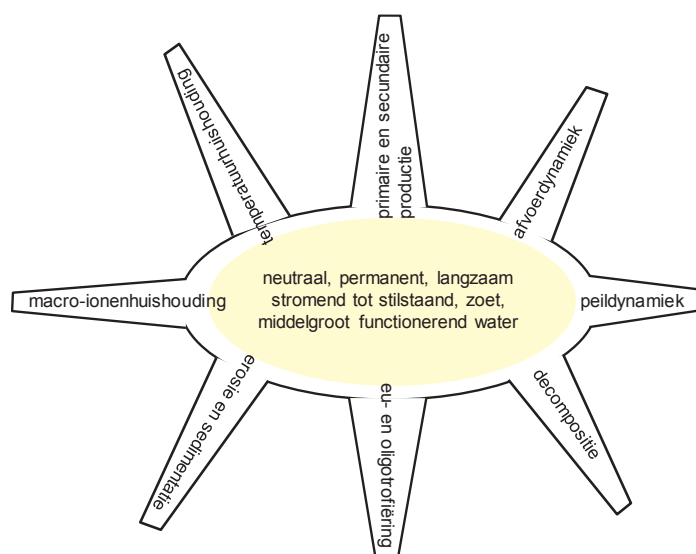 primaire en secundaire
productie
temperatuurhuishouding
afvoerdynamiek
macro-ionenhuishouding
neutraal, permanent, langzaam
stromend tot stilstaand, zoet,
middelgroot functionerend water
peildynamiek
erosie en sedimentatie
eu- en oligotrofiëring
decompositie